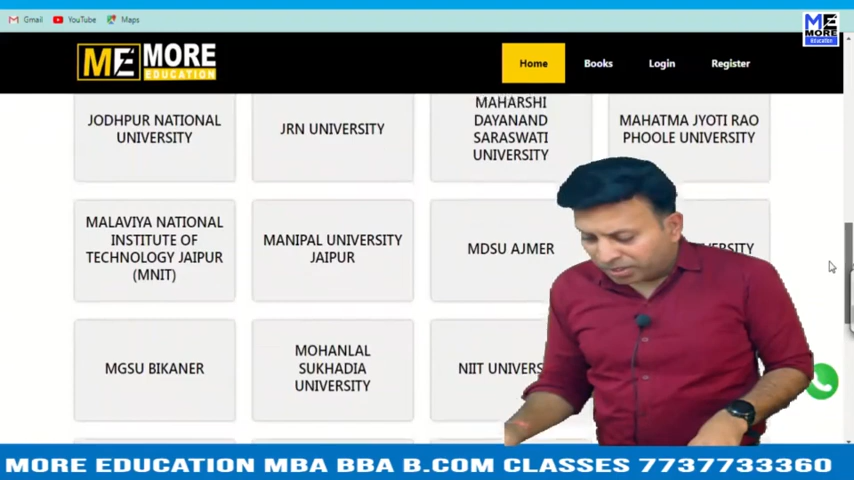 Gmail YouTube Maps
ME MORE EDUCATION
ME
MORE
Education
Home Books Login Register
JODHPUR NATIONAL
UNIVERSITY
JRN UNIVERSITY
MAHARSHI
DAYANAND
SARASWATI
UNIVERSITY
MAHATMA JYOTI RAO
PHOOLE UNIVERSITY
MALAVIYA NATIONAL
INSTITUTE OF
TECHNOLOGY JAIPUR
(MNIT)
MANIPAL UNIVERSITY
JAIPUR
MDSU AJMER
MGSU BIKANER
MOHANLAL
SUKHADIA
UNIVERSITY
NIIT
MORE EDUCATION MBA BBA B.COM CLASSES 7737733360